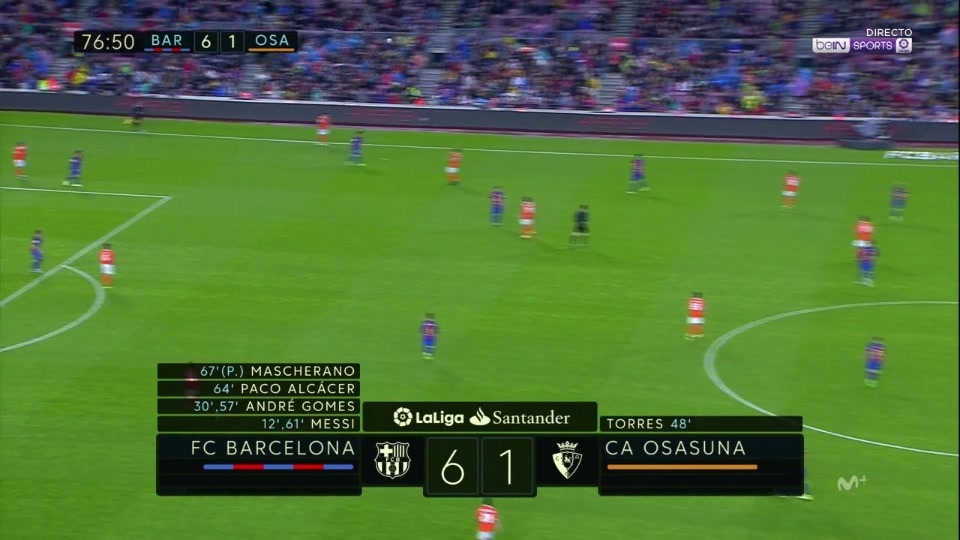 76:50 BAR 6 1 OSA
DIRECTO
beIN SPORTS
67'(P.) MASCHERANO
64' PACO ALCÁCER
30',57' ANDRÉ GOMES
12',61' MESSI
LaLiga Santander
TORRES 48'
FC BARCELONA 6 1 CA OSASUNA
M+